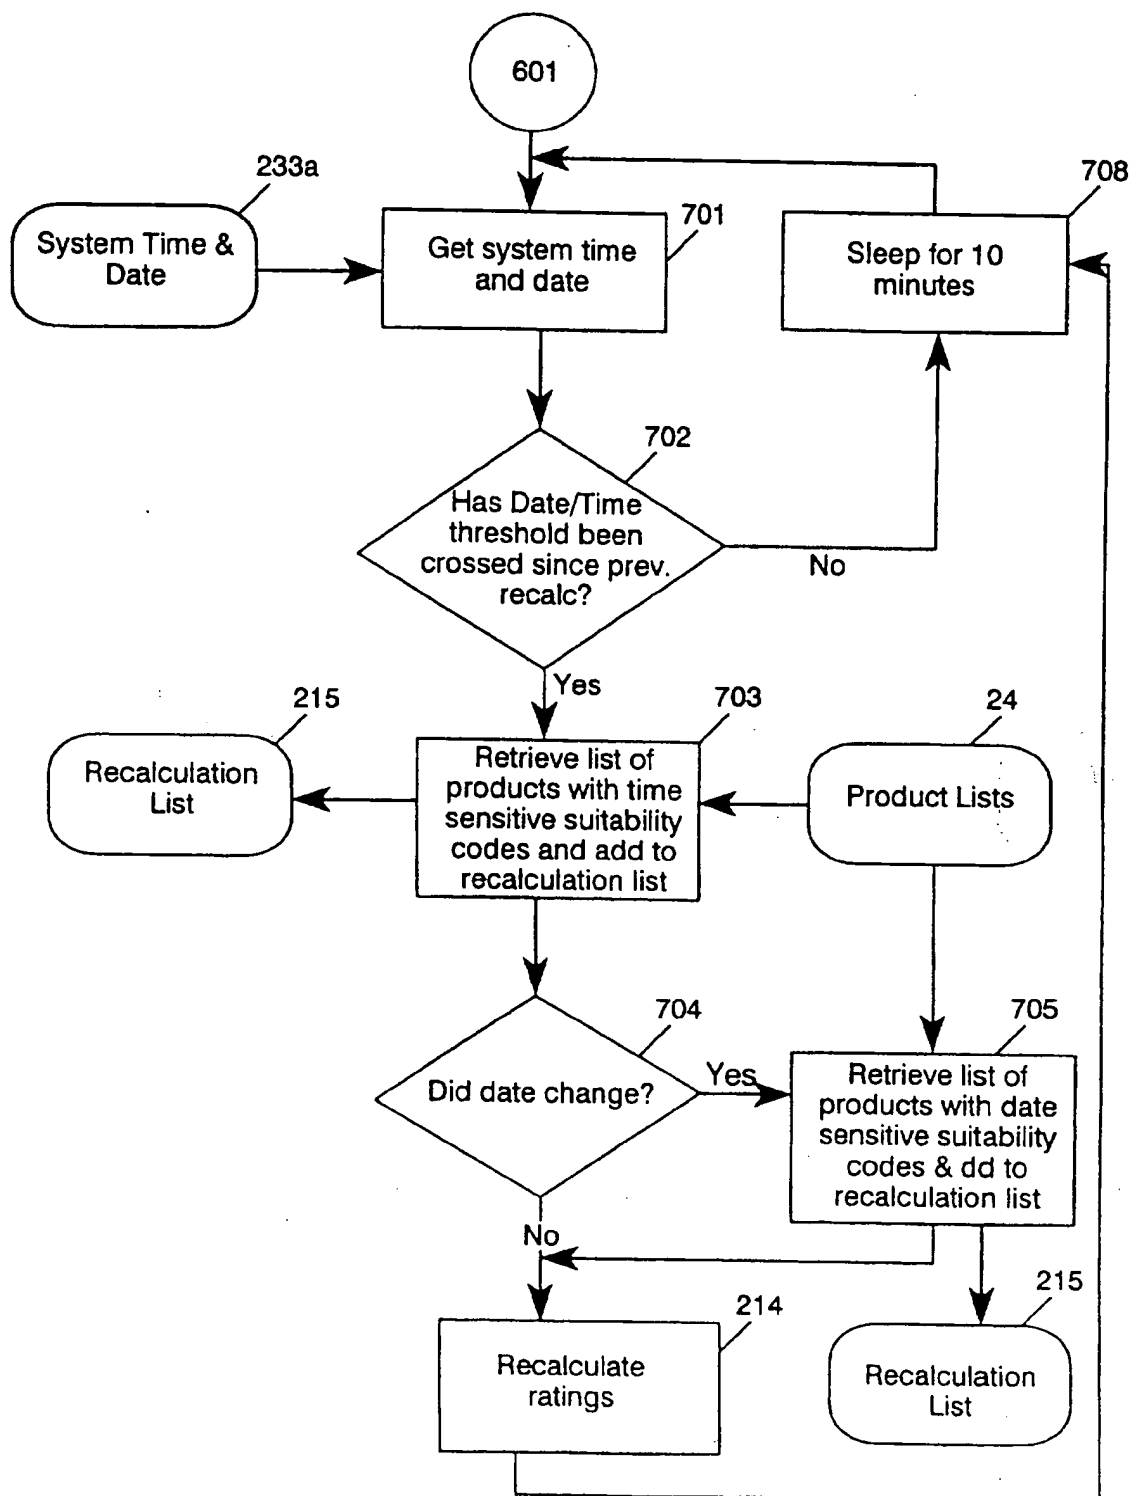 601
233a
System Time &
Date
701
Get system time
and date
708
Sleep for 10
minutes
702
Has Date/Time
threshold been
crossed since prev.
recalc?
No
Yes
215
Recalculation
List
703
Retrieve list of
products with time
sensitive suitability
codes and add to
recalculation list
24
Product Lists
704
Did date change?
Yes
705
Retrieve list of
products with date
sensitive suitability
codes & dd to
recalculation list
No
214
Recalculate
ratings
215
Recalculation
List